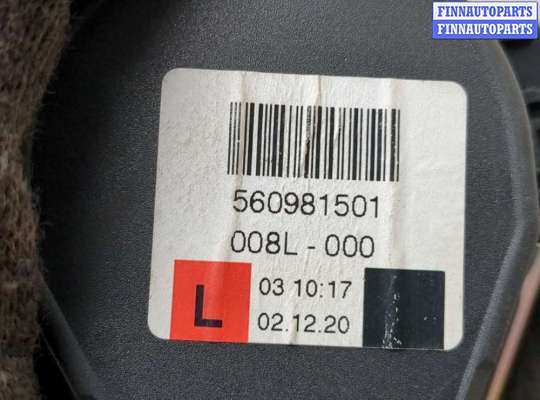 FINNAUTOPARTS
FINNAUTOPARTS
560981501
008L - 000
L
03 10:17
02.12.20